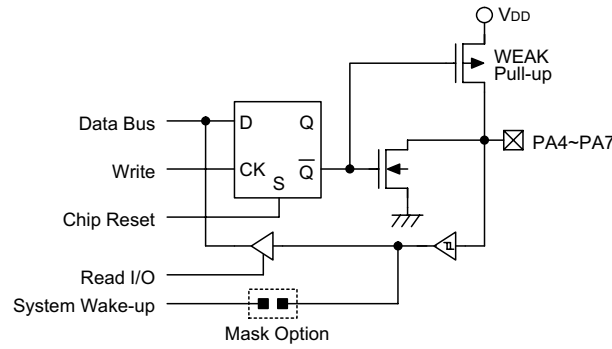 VDD
WEAK
Pull-up
Data Bus
D
Q
PA4~PA7
Write
CK
Q̅
S
Chip Reset
Read I/O
System Wake-up
Mask Option